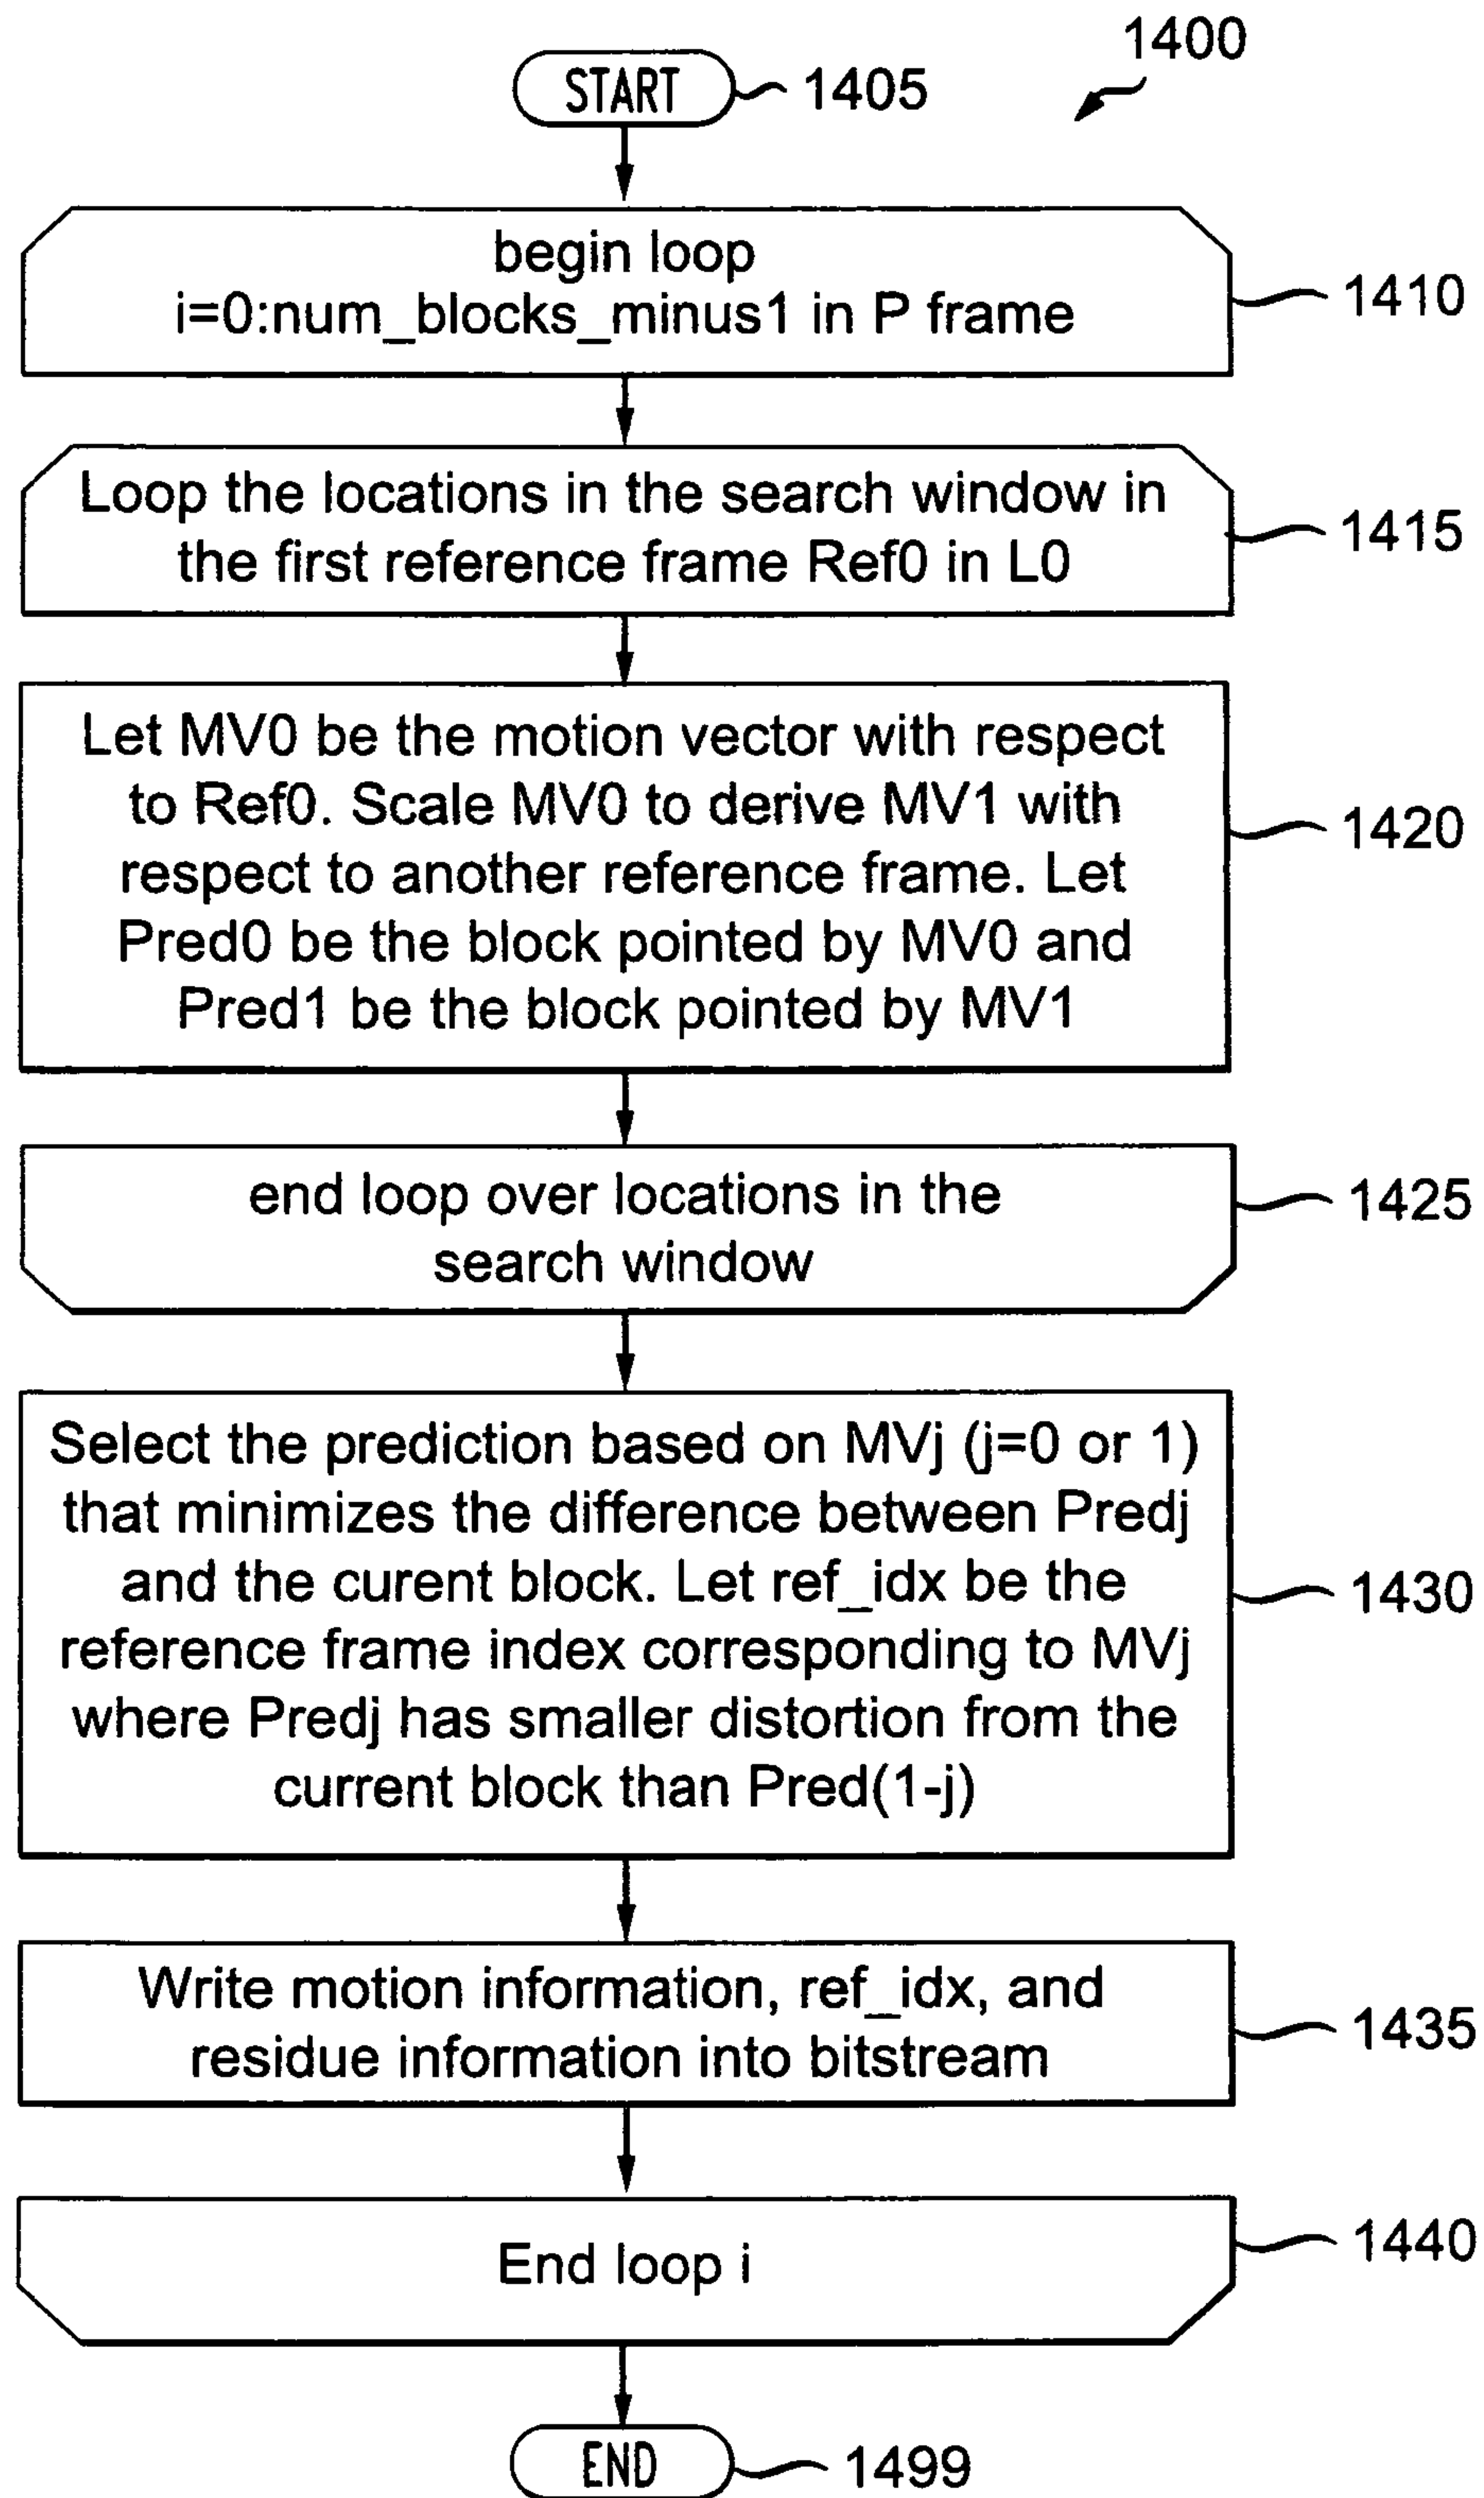 1400
START
1405
begin loop
i=0:num_blocks_minus1 in P frame
1410
Loop the locations in the search window in
the first reference frame Ref0 in L0
1415
Let MV0 be the motion vector with respect
to Ref0. Scale MV0 to derive MV1 with
respect to another reference frame. Let
Pred0 be the block pointed by MV0 and
Pred1 be the block pointed by MV1
1420
end loop over locations in the
search window
1425
Select the prediction based on MVj (j=0 or 1)
that minimizes the difference between Predj
and the curent block. Let ref_idx be the
reference frame index corresponding to MVj
where Predj has smaller distortion from the
current block than Pred(1-j)
1430
Write motion information, ref_idx, and
residue information into bitstream
1435
End loop i
1440
END
1499